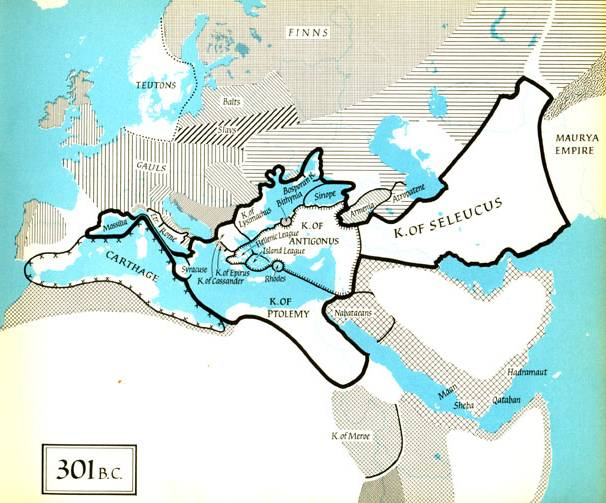 FINNS
TEUTONS
Balts
Slavs
GAULS
MAURYA
EMPIRE
Bosporan K.
Bithynia
Sinope
Armenia
Atropatene
K. of
Lysimachus
K. OF SELEUCUS
Massilia
Rome
K. OF
ANTIGONUS
Hellenic League
Island League
CARTHAGE
Syracuse
K. of Epirus
K. of Cassander
Rhodes
K. OF
PTOLEMY
Nabataeans
Hadramaut
Main
Sheba
Qataban
K. of Meroe
301 B.C.